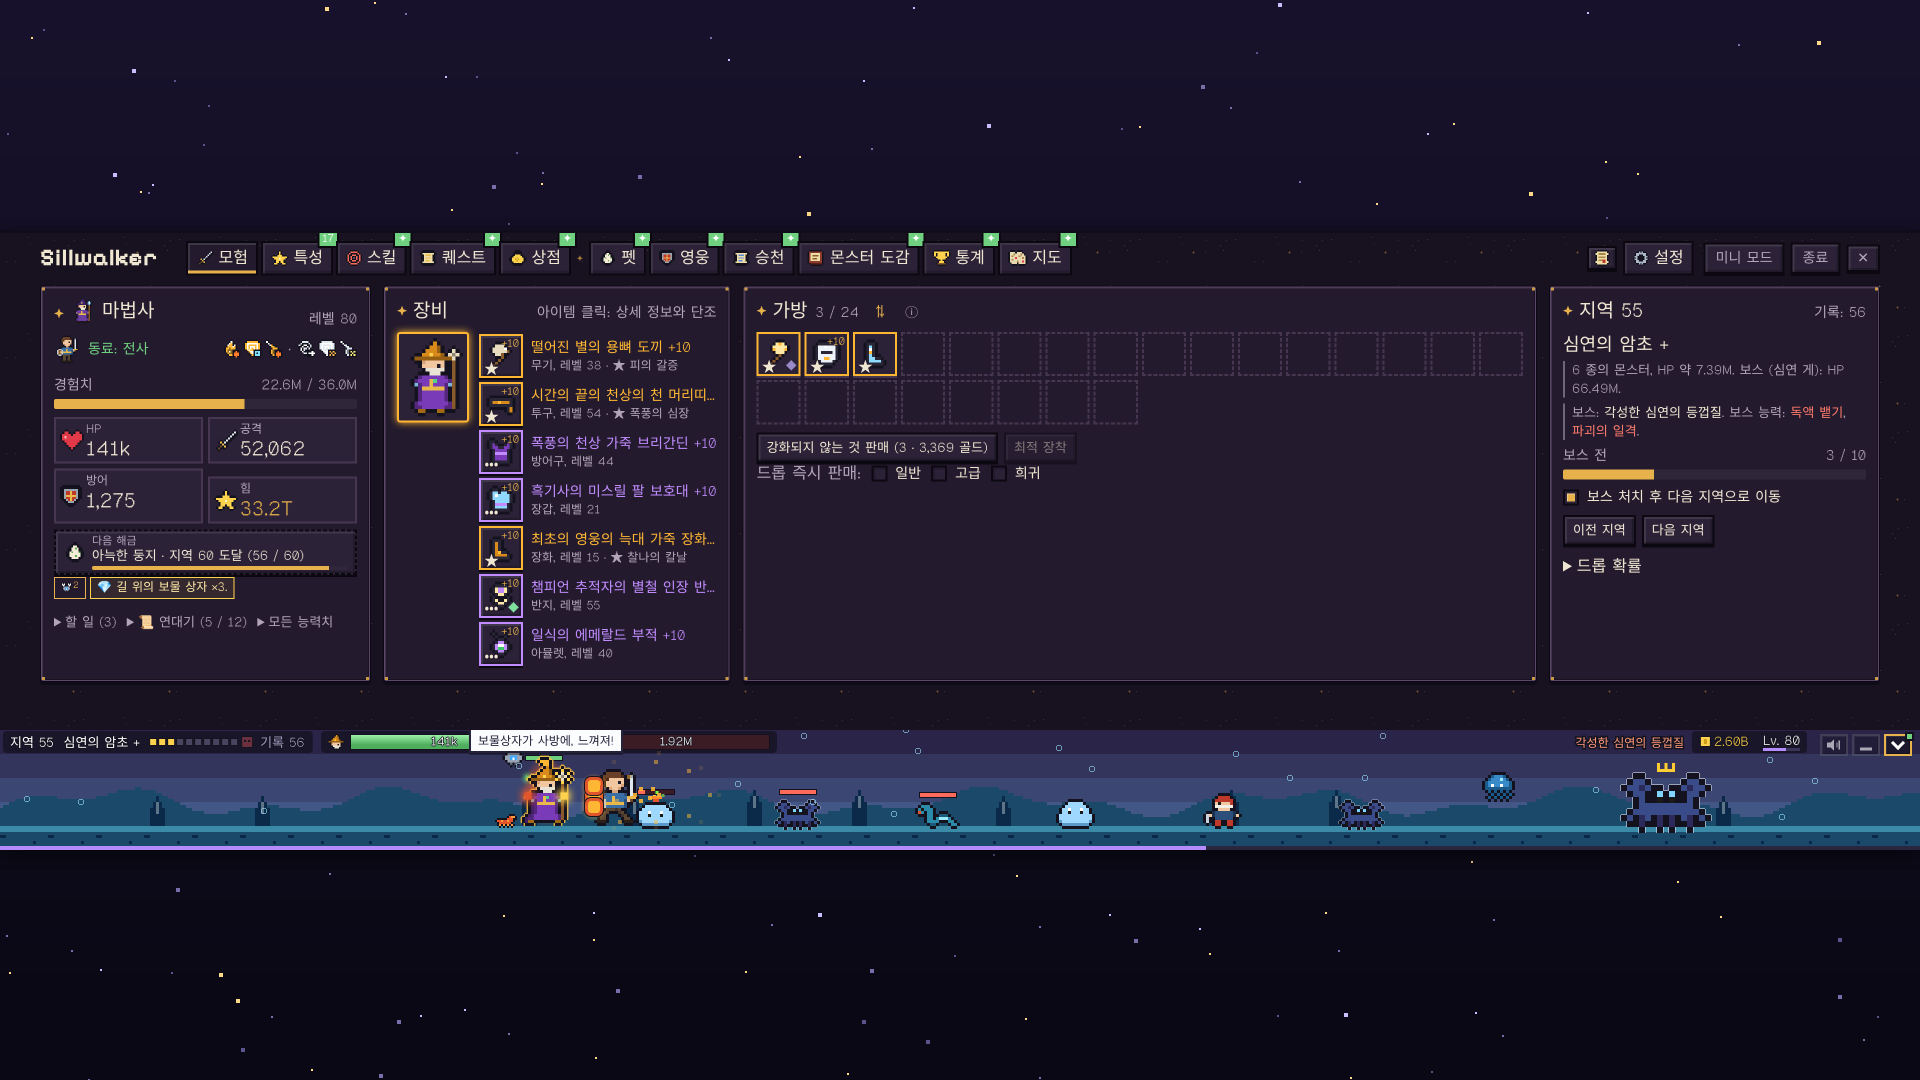 Sillwalker
모험
17
특성
스킬
퀘스트
상점
펫
영웅
승천
몬스터 도감
통계
지도
설정
미니 모드
종료
✕
마법사
레벨 80
동료: 전사
경험치
22.6M / 36.0M
HP
141k
공격
52,062
방어
1,275
힘
33.2T
다음 해금
아늑한 둥지 · 지역 60 도달 (56 / 60)
2
길 위의 보물 상자 ×3.
할 일 (3)
연대기 (5 / 12)
모든 능력치
장비
아이템 클릭: 상세 정보와 단조
+10
떨어진 별의 용뼈 도끼 +10
무기, 레벨 38 · ★ 피의 갈증
+10
시간의 끝의 천상의 천 머리띠...
투구, 레벨 54 · ★ 폭풍의 심장
+10
폭풍의 천상 가죽 브리간딘 +10
방어구, 레벨 44
+10
흑기사의 미스릴 팔 보호대 +10
장갑, 레벨 21
+10
최초의 영웅의 늑대 가죽 장화...
장화, 레벨 15 · ★ 찰나의 칼날
+10
챔피언 추적자의 별철 인장 반...
반지, 레벨 55
+10
일식의 에메랄드 부적 +10
아뮬렛, 레벨 40
가방 3 / 24
+10
강화되지 않는 것 판매 (3 · 3,369 골드)
최적 장착
드롭 즉시 판매:
일반
고급
희귀
지역 55
기록: 56
심연의 암초 +
6 종의 몬스터, HP 약 7.39M. 보스 (심연 게): HP
66.49M.
보스: 각성한 심연의 등껍질. 보스 능력: 독액 뱉기,
파괴의 일격.
보스 전
3 / 10
보스 처치 후 다음 지역으로 이동
이전 지역
다음 지역
드롭 확률
지역 55 심연의 암초 +
기록 56
141k
보물상자가 사방에, 느껴져!
1.92M
각성한 심연의 등껍질
2.60B
Lv. 80